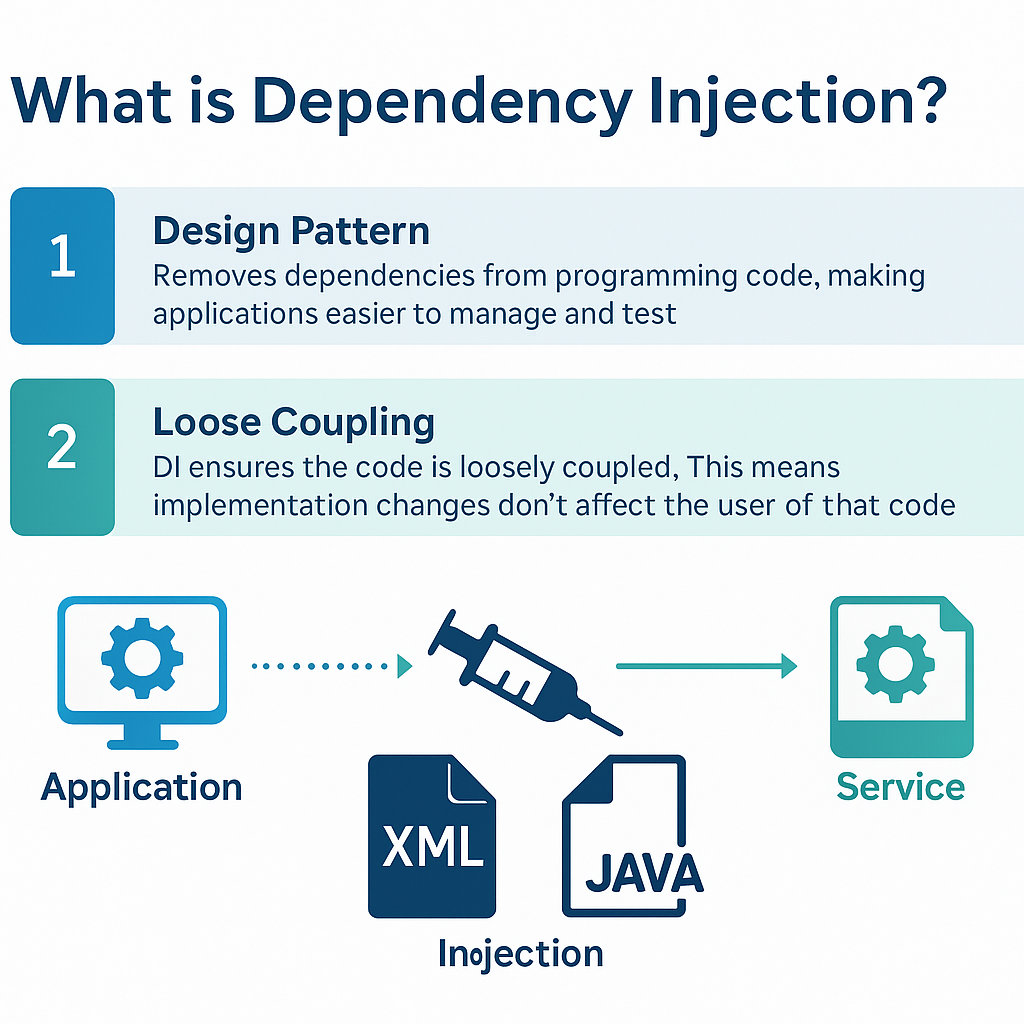 What is Dependency Injection?
1
Design Pattern
Removes dependencies from programming code, making
applications easier to manage and test
2
Loose Coupling
DI ensures the code is loosely coupled, This means
implementation changes don't affect the user of that code
Application
Service
XML
JAVA
Inojection